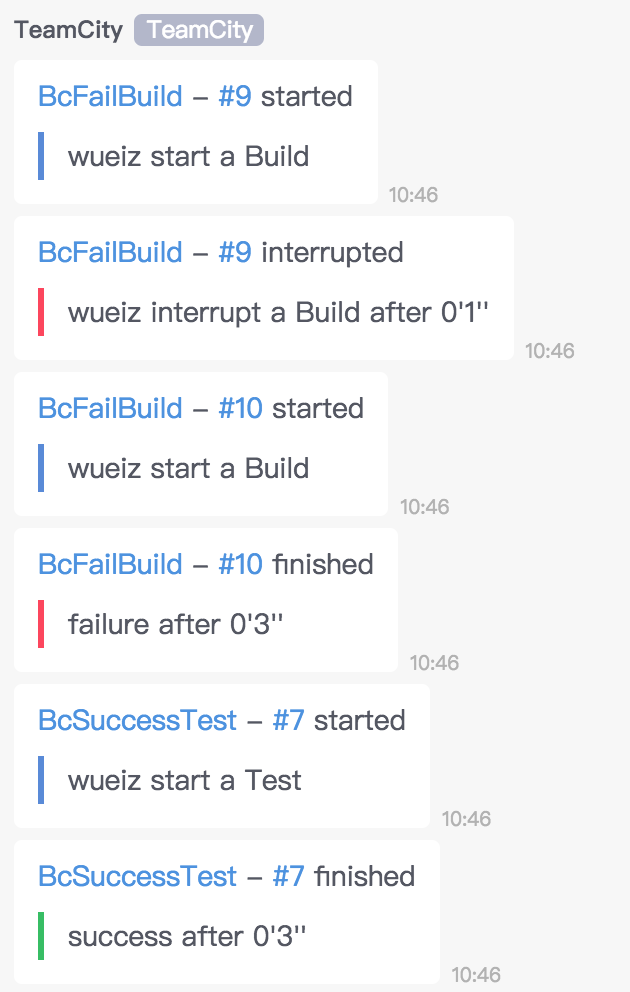 TeamCity TeamCity
BcFailBuild – #9 started
wueiz start a Build
10:46
BcFailBuild – #9 interrupted
wueiz interrupt a Build after 0'1''
10:46
BcFailBuild – #10 started
wueiz start a Build
10:46
BcFailBuild – #10 finished
failure after 0'3''
10:46
BcSuccessTest – #7 started
wueiz start a Test
10:46
BcSuccessTest – #7 finished
success after 0'3''
10:46